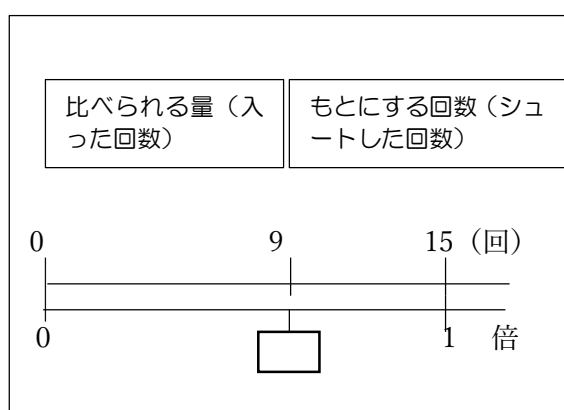 比べられる量（入
った回数）
もとにする回数（シュ
ートした回数）
0 9 15（回）
0 1 倍